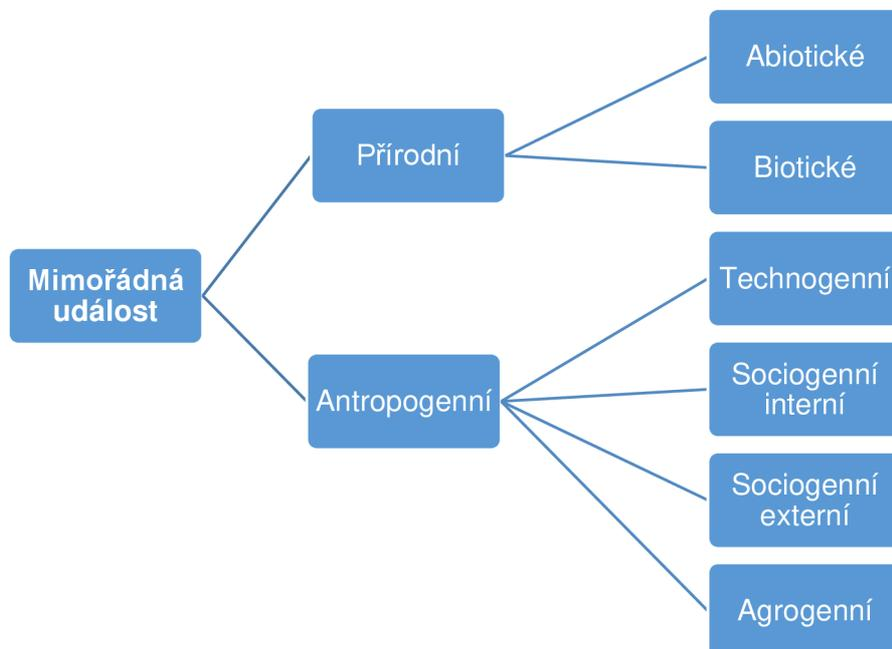 Mimořádná
událost
Přírodní
Antropogenní
Abiotické
Biotické
Technogenní
Sociogenní
interní
Sociogenní
externí
Agrogenní